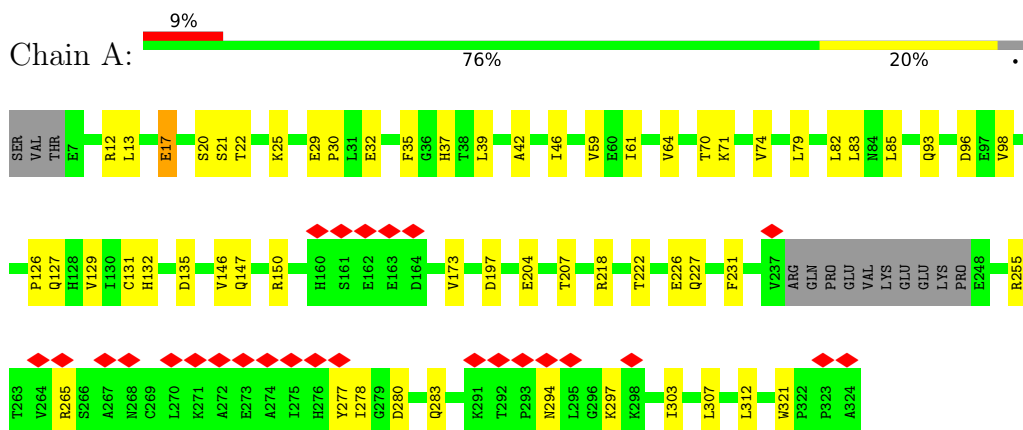 9%
Chain A:
76% 20% •
SER VAL THR E7 R12 L13 E17 S20 S21 T22 K25 E29 P30 L31 E32 F35 G36 H37 T38 L39 A42 I46 V59 E60 I61 V64 T70 K71 V74 L79 L82 L83 N84 L85 Q93 D96 E97 V98
P126 Q127 H128 V129 I130 C131 H132 D135 V146 Q147 R150 H160 S161 E162 E163 D164 V173 D197 E204 T207 R218 T222 E226 Q227 F231 V237 ARG GLN PRO GLU VAL LYS GLU GLU LYS PRO E248 R255
T263 V264 R265 S266 A267 N268 C269 L270 K271 A272 E273 A274 I275 H276 Y277 I278 G279 D280 Q283 K291 T292 P293 N294 L295 G296 K297 K298 I303 L307 L312 W321 P322 P323 A324